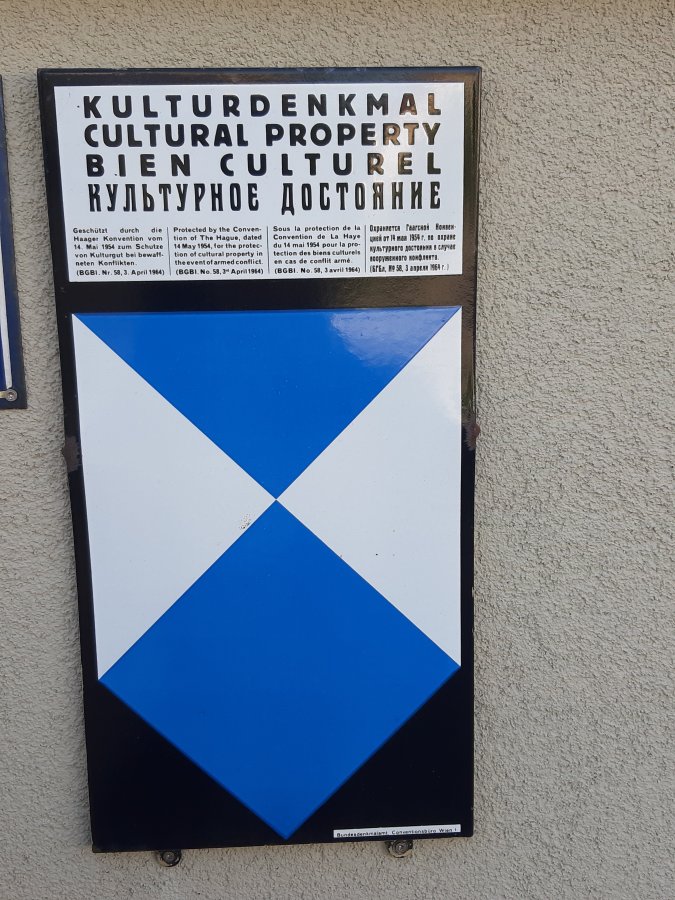 KULTURDENKMAL
CULTURAL PROPERTY
BIEN CULTUREL
КУЛЬТУРНОЕ ДОСТОЯНИЕ
Geschützt durch die
Haager Konvention vom
14. Mai 1954 zum Schutze
von Kulturgut bei bewaff-
neten Konflikten.
(BGBl. Nr. 58, 3. April 1964)
Protected by the Conven-
tion of The Hague, dated
14 May 1954, for the protec-
tion of cultural property in
the event of armed conflict.
(BGBl. No. 58, 3rd April 1964)
Sous la protection de la
Convention de La Haye
du 14 mai 1954 pour la pro-
tection des biens culturels
en cas de conflit armé.
(BGBl. No. 58, 3 avril 1964)
Охраняется Гаагской Конвен-
цией от 14 мая 1954 г. по охране
культурного достояния в случае
вооруженного конфликта.
(БГБл. № 58, 3 апреля 1964 г.)
Bundesdenkmalamt, Conventionsbüro Wien I